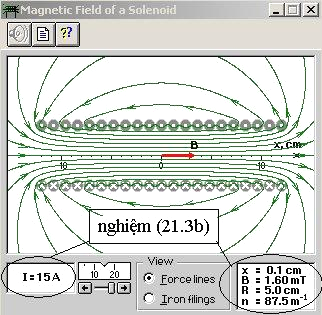 Magnetic Field of a Solenoid
B
x, cm
10 0 10
nghiệm (21.3b)
I=15A
10 20
View
Force lines
Iron filings
x = 0.1 cm
B = 1.60 mT
R = 5.0 cm
n = 87.5 m⁻¹